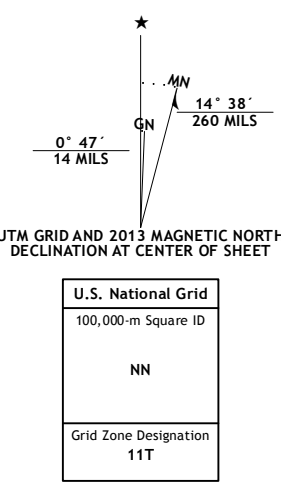 ★
MN
GN
14° 38´
260 MILS
0° 47´
14 MILS
UTM GRID AND 2013 MAGNETIC NORTH
DECLINATION AT CENTER OF SHEET
U.S. National Grid
100,000-m Square ID
NN
Grid Zone Designation
11T